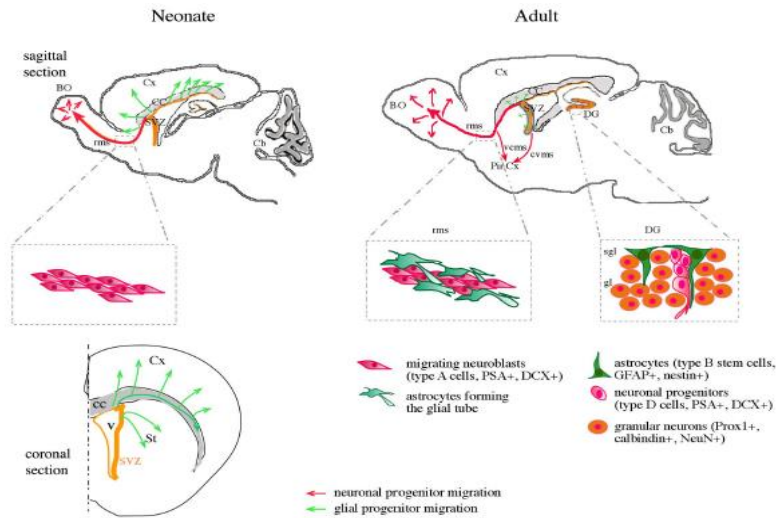 Neonate
Adult
sagittal
section
BO
Cx
CC
SVZ
rms
Cb
BO
Cx
CC
SVZ
DG
rms
vcms
cvms
Pir Cx
Cb
rms
DG
sgl
gl
Cx
cc
v
St
SVZ
coronal
section
migrating neuroblasts
(type A cells, PSA+, DCX+)
astrocytes forming
the glial tube
astrocytes (type B stem cells,
GFAP+, nestin+)
neuronal progenitors
(type D cells, PSA+, DCX+)
granular neurons (Prox1+,
calbindin+, NeuN+)
neuronal progenitor migration
glial progenitor migration